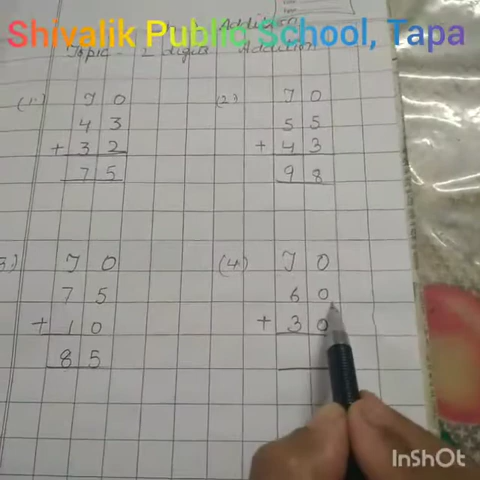 Addition
Shivalik Public School, Tapa
Topic - 2 digit Addition
(1.) T O (2.) T O
4 3 5 5
+ 3 2 + 4 3
7 5 9 8
3.) T O (4.) T O
7 5 6 0
+ 1 0 + 3 0
8 5
InShOt